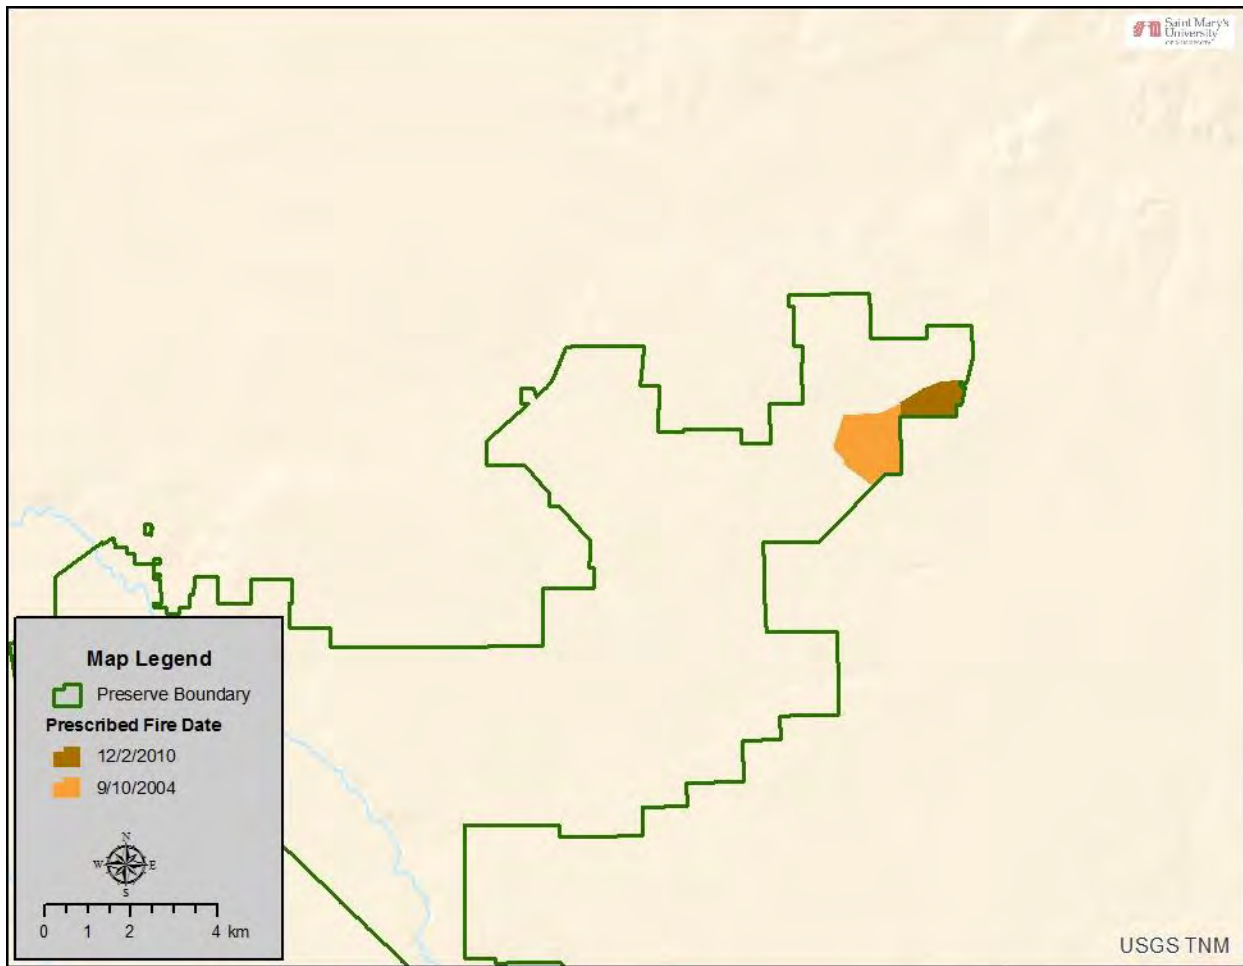 Saint Mary's
University
Map Legend
Preserve Boundary
Prescribed Fire Date
12/2/2010
9/10/2004
N
W E
S
0 1 2 4 km
USGS TNM